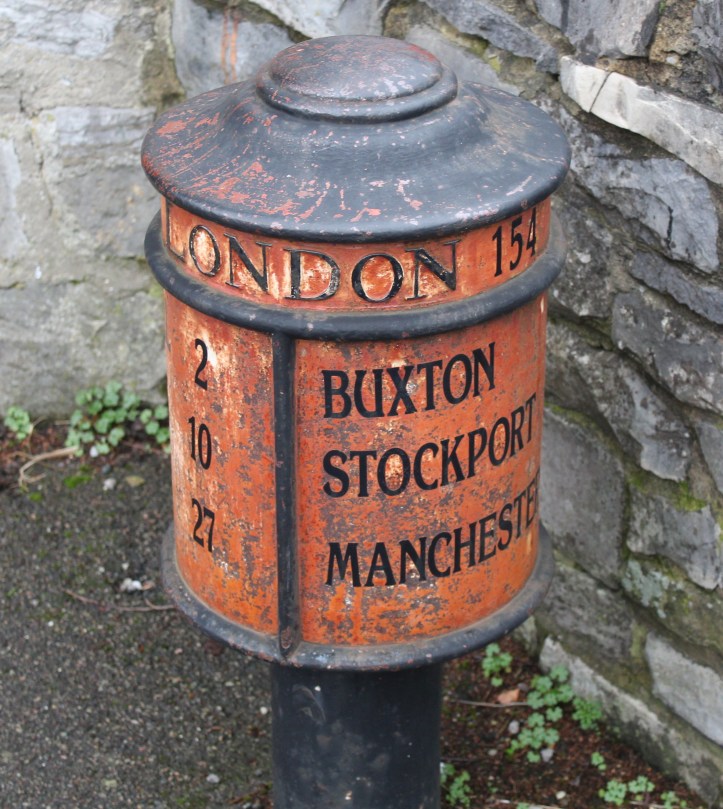 LONDON 154
2
10
27
BUXTON
STOCKPORT
MANCHESTER